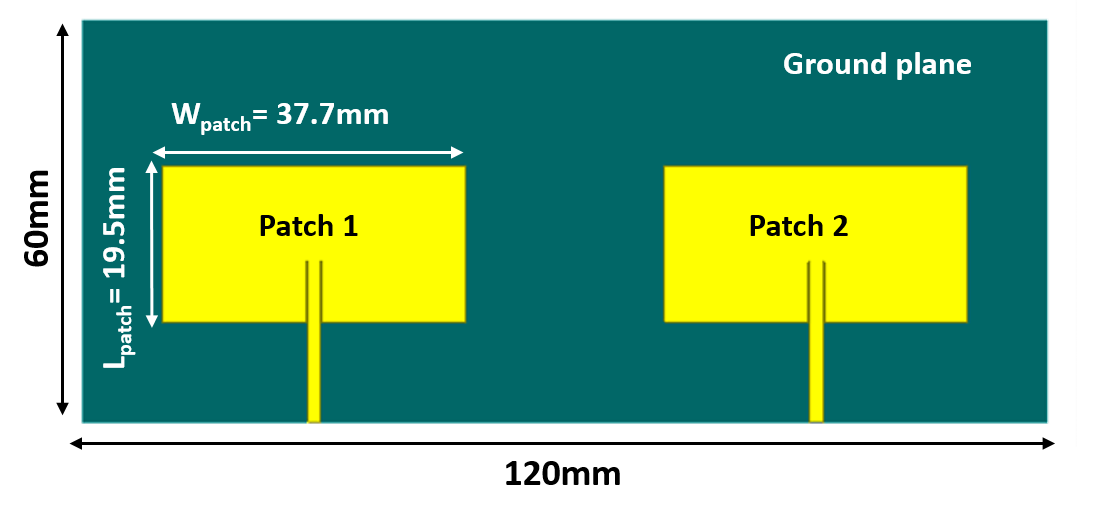 Ground plane
Wpatch= 37.7mm
60mm
Lpatch= 19.5mm
Patch 1
Patch 2
120mm